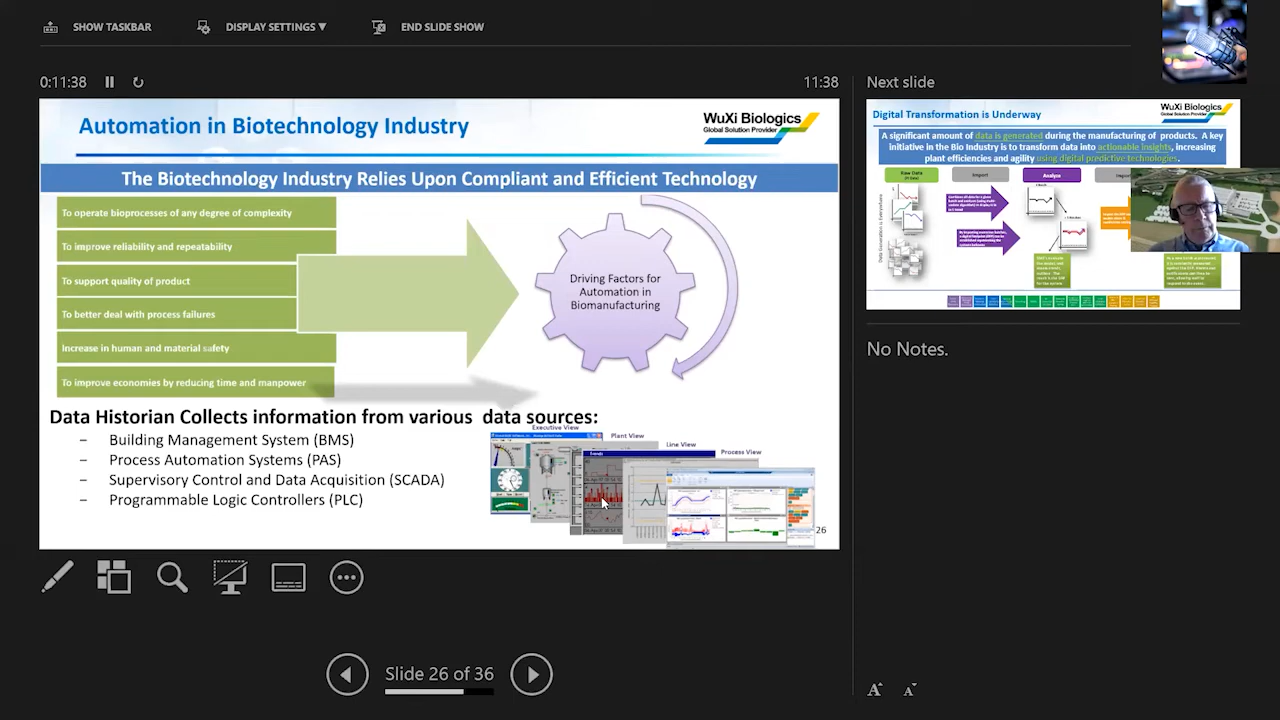 SHOW TASKBAR
DISPLAY SETTINGS ▼
END SLIDE SHOW
0:11:38
11:38
Next slide
Automation in Biotechnology Industry
WuXi Biologics
Global Solution Provider
The Biotechnology Industry Relies Upon Compliant and Efficient Technology
To operate bioprocesses of any degree of complexity
To improve reliability and repeatability
To support quality of product
To better deal with process failures
Increase in human and material safety
To improve economies by reducing time and manpower
Driving Factors for
Automation in
Biomanufacturing
Data Historian Collects information from various data sources:
– Building Management System (BMS)
– Process Automation Systems (PAS)
– Supervisory Control and Data Acquisition (SCADA)
– Programmable Logic Controllers (PLC)
Executive View
Plant View
Line View
Process View
26
Digital Transformation is Underway
WuXi Biologics
Global Solution Provider
A significant amount of data is generated during the manufacturing of products. A key
initiative in the Bio Industry is to transform data into actionable insights, increasing
plant efficiencies and agility using digital predictive technologies.
Raw Data
Import
Analyze
No Notes.
Slide 26 of 36
A A